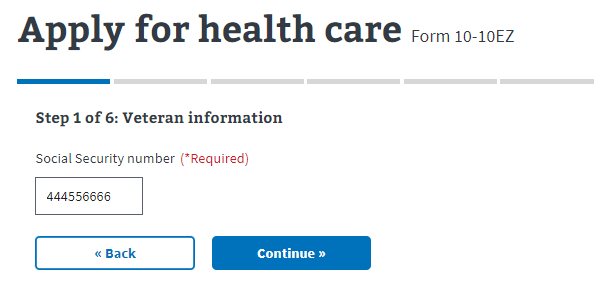 Apply for health care Form 10-10EZ
Step 1 of 6: Veteran information
Social Security number (*Required)
444556666
« Back
Continue »